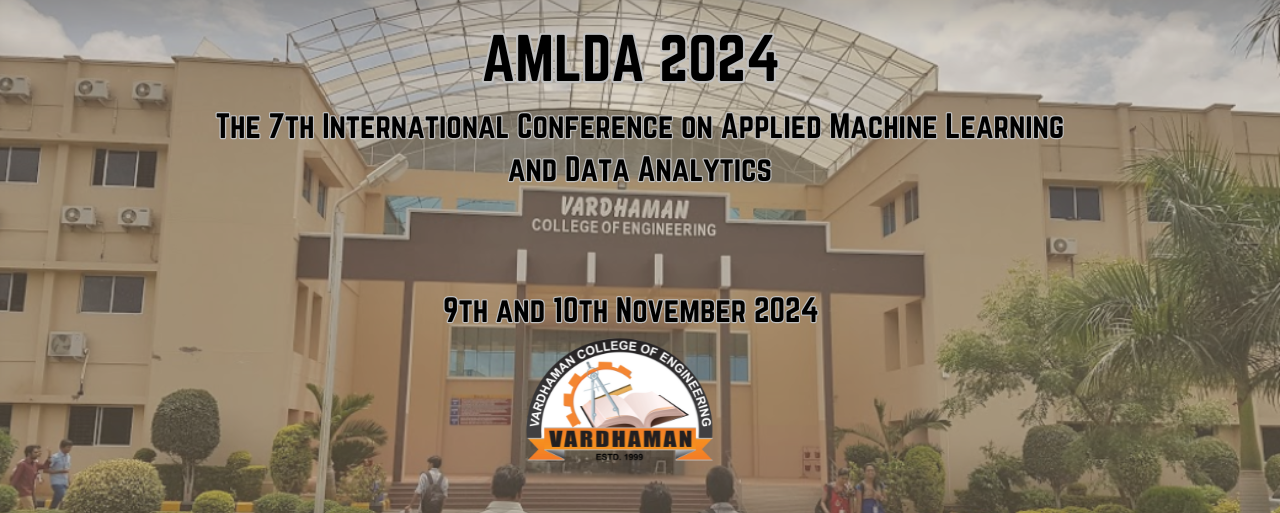 AMLDA 2024
The 7th International Conference on Applied Machine Learning
and Data Analytics
VARDHAMAN
COLLEGE OF ENGINEERING
9th and 10th November 2024
VARDHAMAN COLLEGE OF ENGINEERING
VARDHAMAN
ESTD. 1999